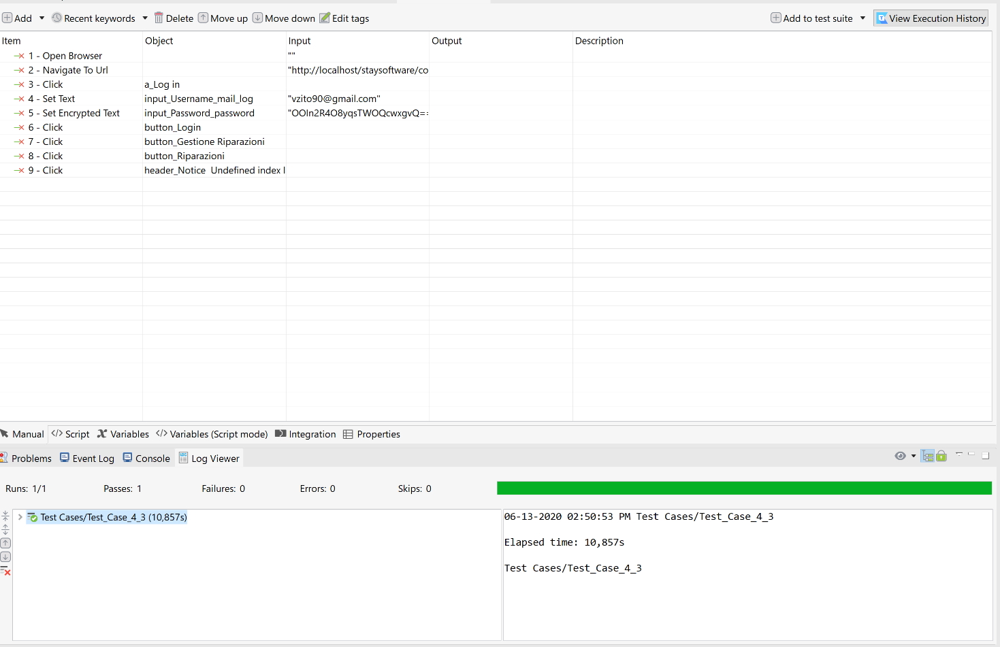 Add Recent keywords Delete Move up Move down Edit tags Add to test suite View Execution History
Item Object Input Output Description
1 - Open Browser ""
2 - Navigate To Url "http://localhost/staysoftware/co
3 - Click a_Log in
4 - Set Text input_Username_mail_log "vzito90@gmail.com"
5 - Set Encrypted Text input_Password_password "OOIn2R4O8yqsTWOQcwxgvQ==
6 - Click button_Login
7 - Click button_Gestione Riparazioni
8 - Click button_Riparazioni
9 - Click header_Notice  Undefined index l
Manual Script Variables Variables (Script mode) Integration Properties
Problems Event Log Console Log Viewer
Runs: 1/1 Passes: 1 Failures: 0 Errors: 0 Skips: 0
Test Cases/Test_Case_4_3 (10,857s)
06-13-2020 02:50:53 PM Test Cases/Test_Case_4_3
Elapsed time: 10,857s
Test Cases/Test_Case_4_3